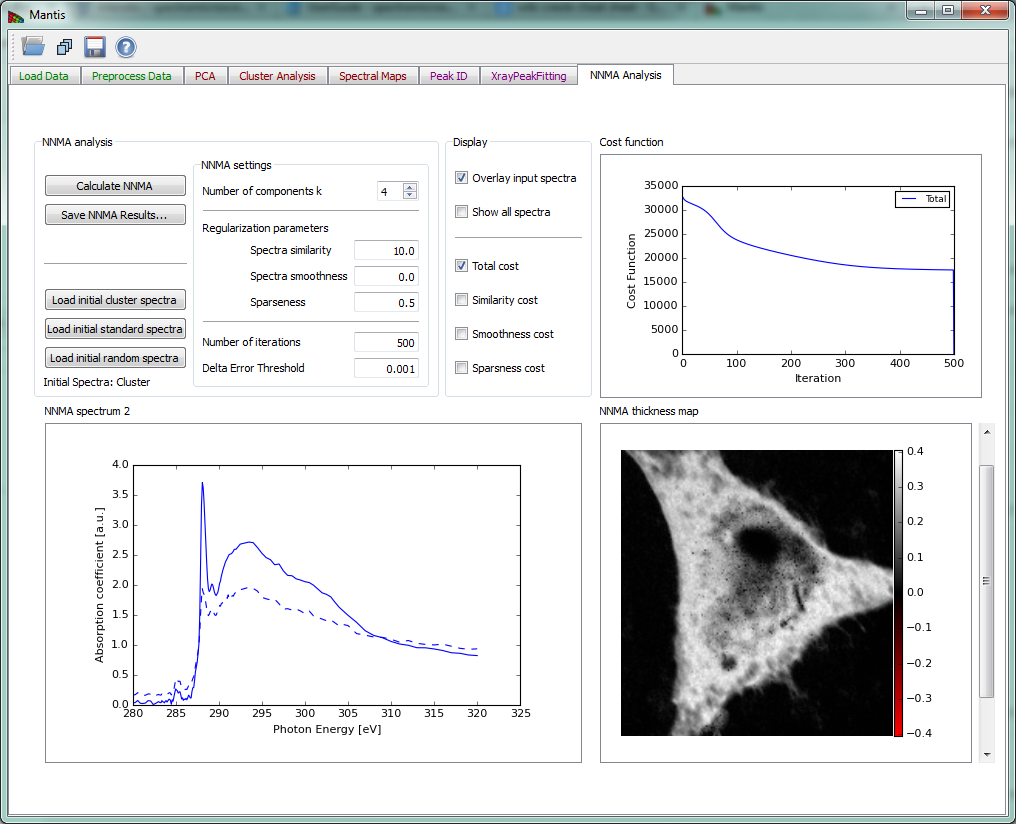 Mantis
Load Data Preprocess Data PCA Cluster Analysis Spectral Maps Peak ID XrayPeakFitting NNMA Analysis
NNMA analysis
Calculate NNMA
Save NNMA Results...
Load initial cluster spectra
Load initial standard spectra
Load initial random spectra
Initial Spectra: Cluster
NNMA settings
Number of components k 4
Regularization parameters
Spectra similarity 10.0
Spectra smoothness 0.0
Sparseness 0.5
Number of iterations 500
Delta Error Threshold 0.001
Display
Overlay input spectra
Show all spectra
Total cost
Similarity cost
Smoothness cost
Sparsness cost
Cost function
35000
30000
25000
20000
15000
10000
5000
0
Cost Function
Total
0 100 200 300 400 500
Iteration
NNMA spectrum 2
4.0
3.5
3.0
2.5
2.0
1.5
1.0
0.5
0.0
Absorption coefficient [a.u.]
280 285 290 295 300 305 310 315 320 325
Photon Energy [eV]
NNMA thickness map
0.4
0.3
0.2
0.1
0.0
−0.1
−0.2
−0.3
−0.4